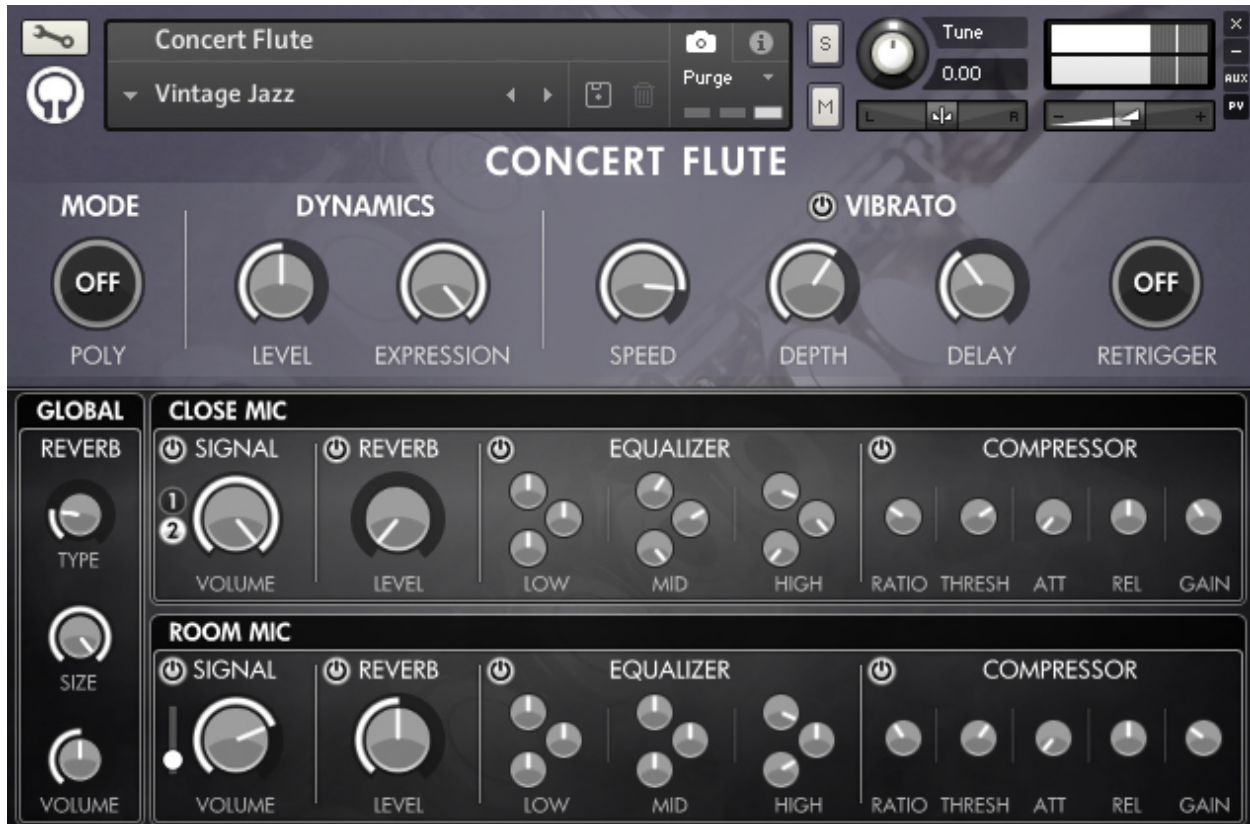 Concert Flute
S
Tune
X
-
Vintage Jazz
Purge
0.00
AUX
M
L
R
-
+
PV
CONCERT FLUTE
MODE
DYNAMICS
VIBRATO
OFF
OFF
POLY
LEVEL
EXPRESSION
SPEED
DEPTH
DELAY
RETRIGGER
GLOBAL
REVERB
TYPE
SIZE
VOLUME
CLOSE MIC
SIGNAL
REVERB
EQUALIZER
COMPRESSOR
1
2
VOLUME
LEVEL
LOW
MID
HIGH
RATIO
THRESH
ATT
REL
GAIN
ROOM MIC
SIGNAL
REVERB
EQUALIZER
COMPRESSOR
VOLUME
LEVEL
LOW
MID
HIGH
RATIO
THRESH
ATT
REL
GAIN